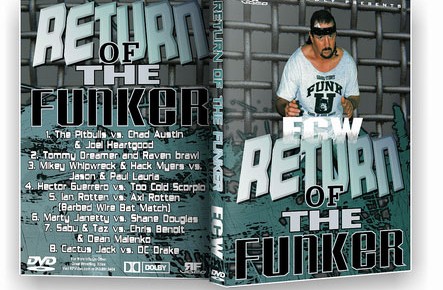 RETURN
OF
THE
FUNKER
1. The Pitbulls vs. Chad Austin
& Joel Heartgood
2. Tommy Dreamer and Raven brawl
3. Mikey Whipwreck & Hack Myers vs.
Jason & Paul Lauria
4. Hector Guerrero vs. Too Cold Scorpio
5. Ian Rotten vs. Axl Rotten
(Barbed Wire Bat Match)
6. Marty Janetty vs. Shane Douglas
7. Sabu & Taz vs. Chris Benoit
& Dean Malenko
8. Cactus Jack vs. DC Drake
DVD
DOLBY
RF
RETURN OF THE FUNKER ECW
PRESENTS
FUNK
U
ECW
RETURN
OF
THE
FUNKER
DVD